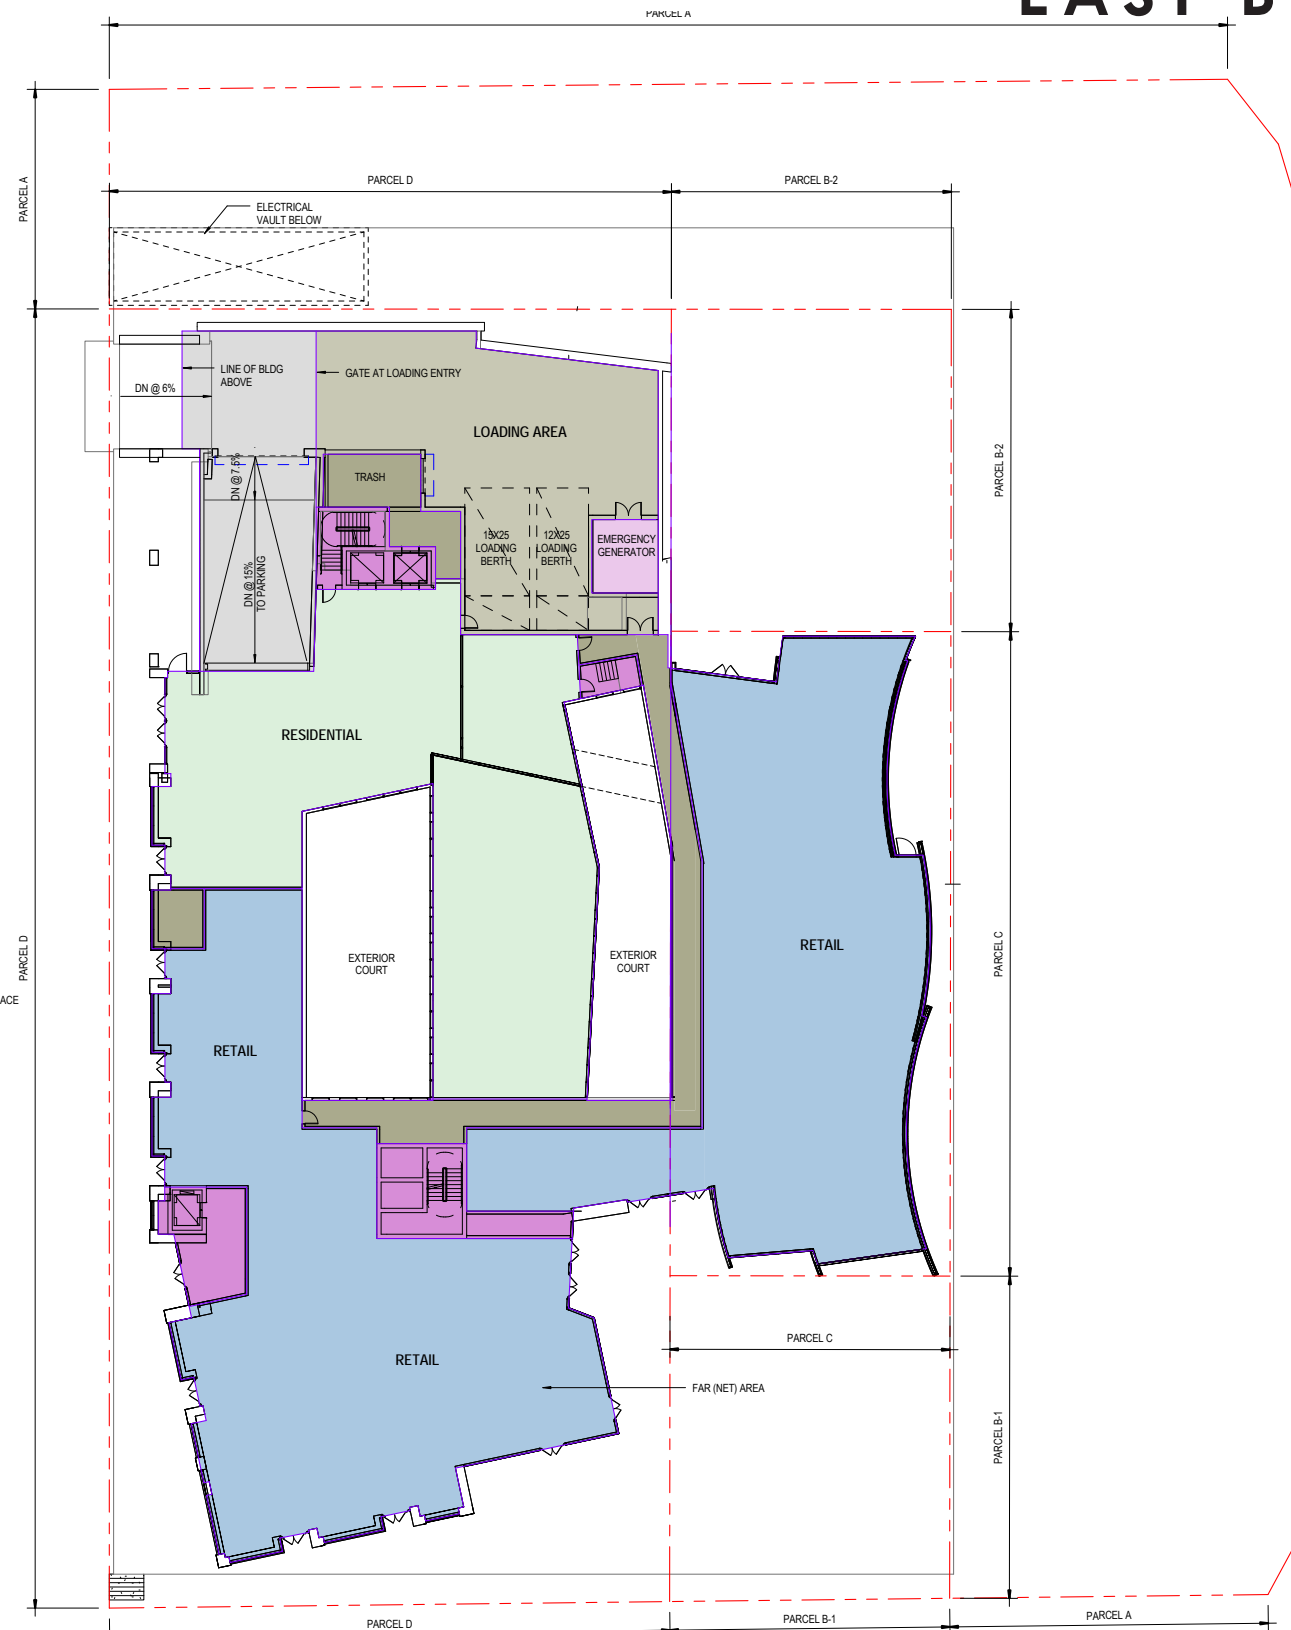 EAST B
PARCEL A
PARCEL A
PARCEL D
PARCEL B-2
ELECTRICAL
VAULT BELOW
LINE OF BLDG
ABOVE
GATE AT LOADING ENTRY
DN @ 6%
LOADING AREA
DN @ 7.5%
TRASH
PARCEL B-2
15X25
LOADING
BERTH
12X25
LOADING
BERTH
EMERGENCY
GENERATOR
DN @ 15%
TO PARKING
RESIDENTIAL
RETAIL
PARCEL D
PARCEL C
EXTERIOR
COURT
EXTERIOR
COURT
ACE
RETAIL
PARCEL C
RETAIL
FAR (NET) AREA
PARCEL B-1
PARCEL D
PARCEL B-1
PARCEL A